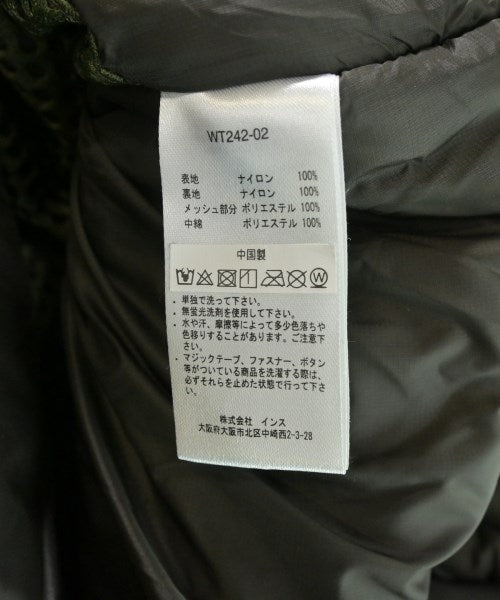 WT242-02
表地 ナイロン 100%
裏地 ナイロン 100%
メッシュ部分 ポリエステル 100%
中綿 ポリエステル 100%
中国製
・単独で洗って下さい。
・無蛍光洗剤を使用して下さい。
・水や汗、摩擦等によって多少色落ちや
色移りすることがあります。ご注意下
さい。
・マジックテープ、ファスナー、ボタン
等がついている商品を洗濯する際は、
必ずそれらを止めた状態で行って下さ
い。
株式会社 インス
大阪府大阪市北区中崎西2-3-28